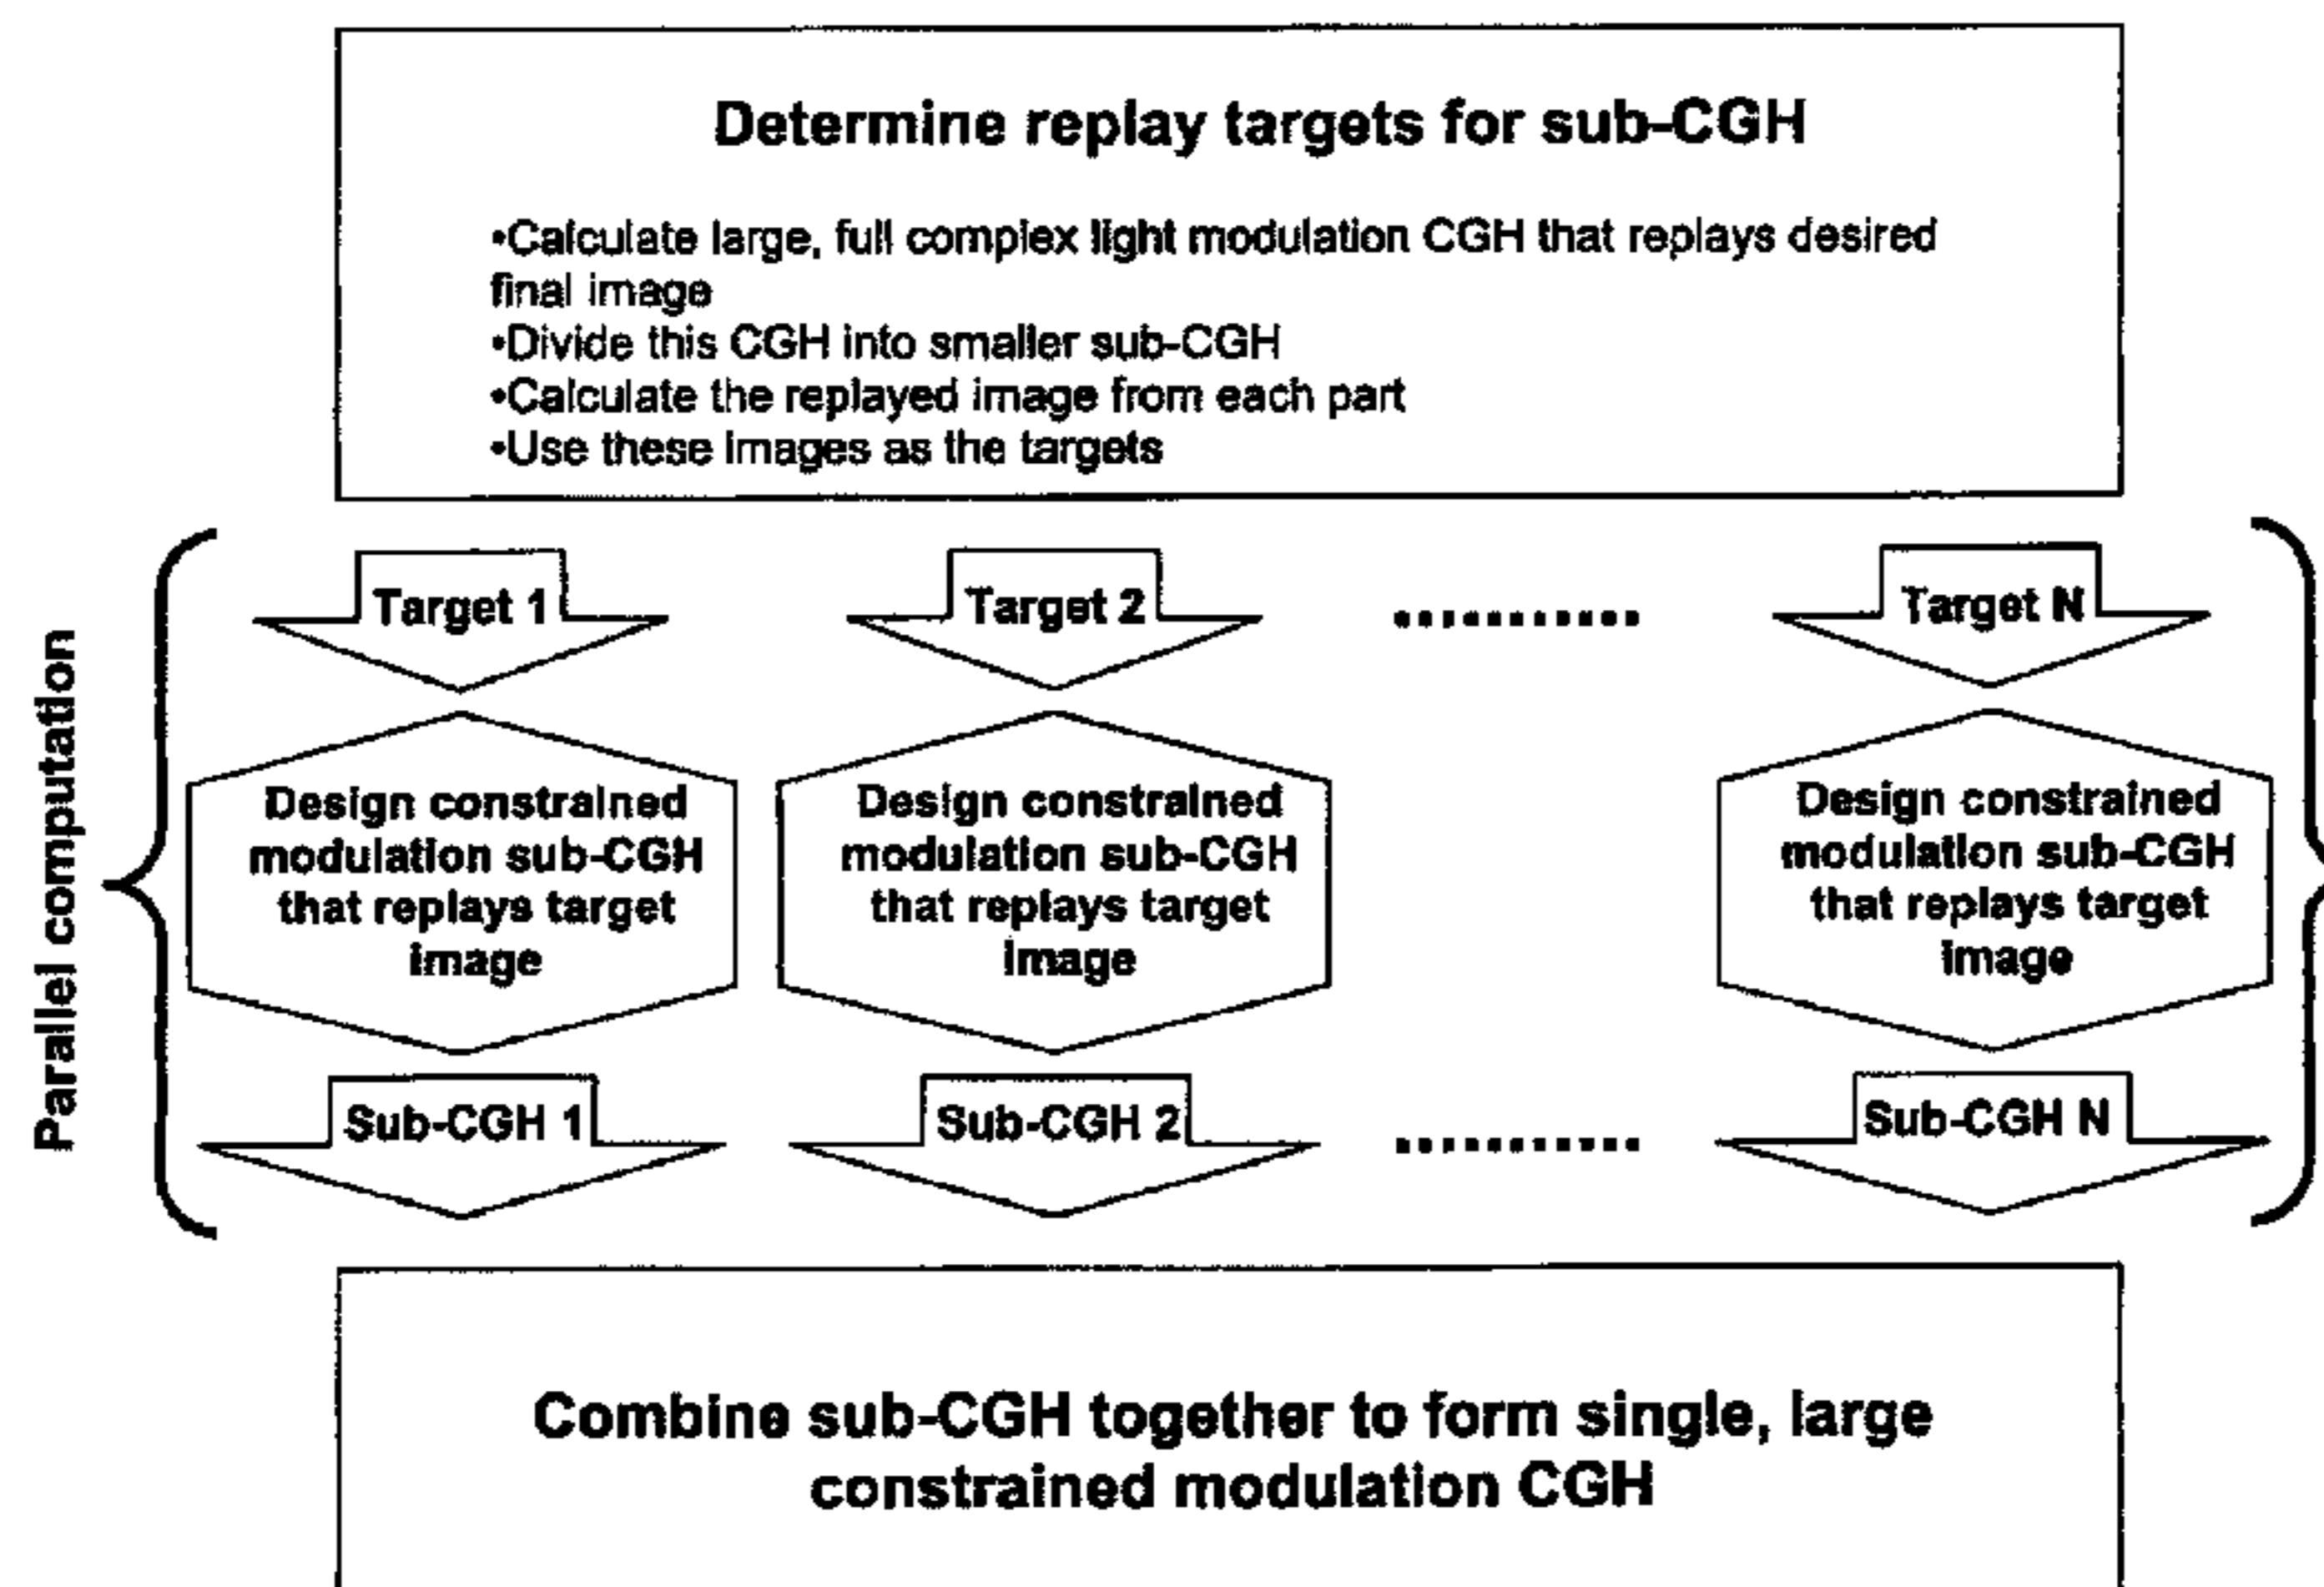 Determine replay targets for sub-CGH
•Calculate large, full complex light modulation CGH that replays desired
final image
•Divide this CGH into smaller sub-CGH
•Calculate the replayed image from each part
•Use these images as the targets
Parallel computation
Target 1
Target 2
...........
Target N
Design constrained
modulation sub-CGH
that replays target
image
Design constrained
modulation sub-CGH
that replays target
image
Design constrained
modulation sub-CGH
that replays target
image
Sub-CGH 1
Sub-CGH 2
...........
Sub-CGH N
Combine sub-CGH together to form single, large
constrained modulation CGH